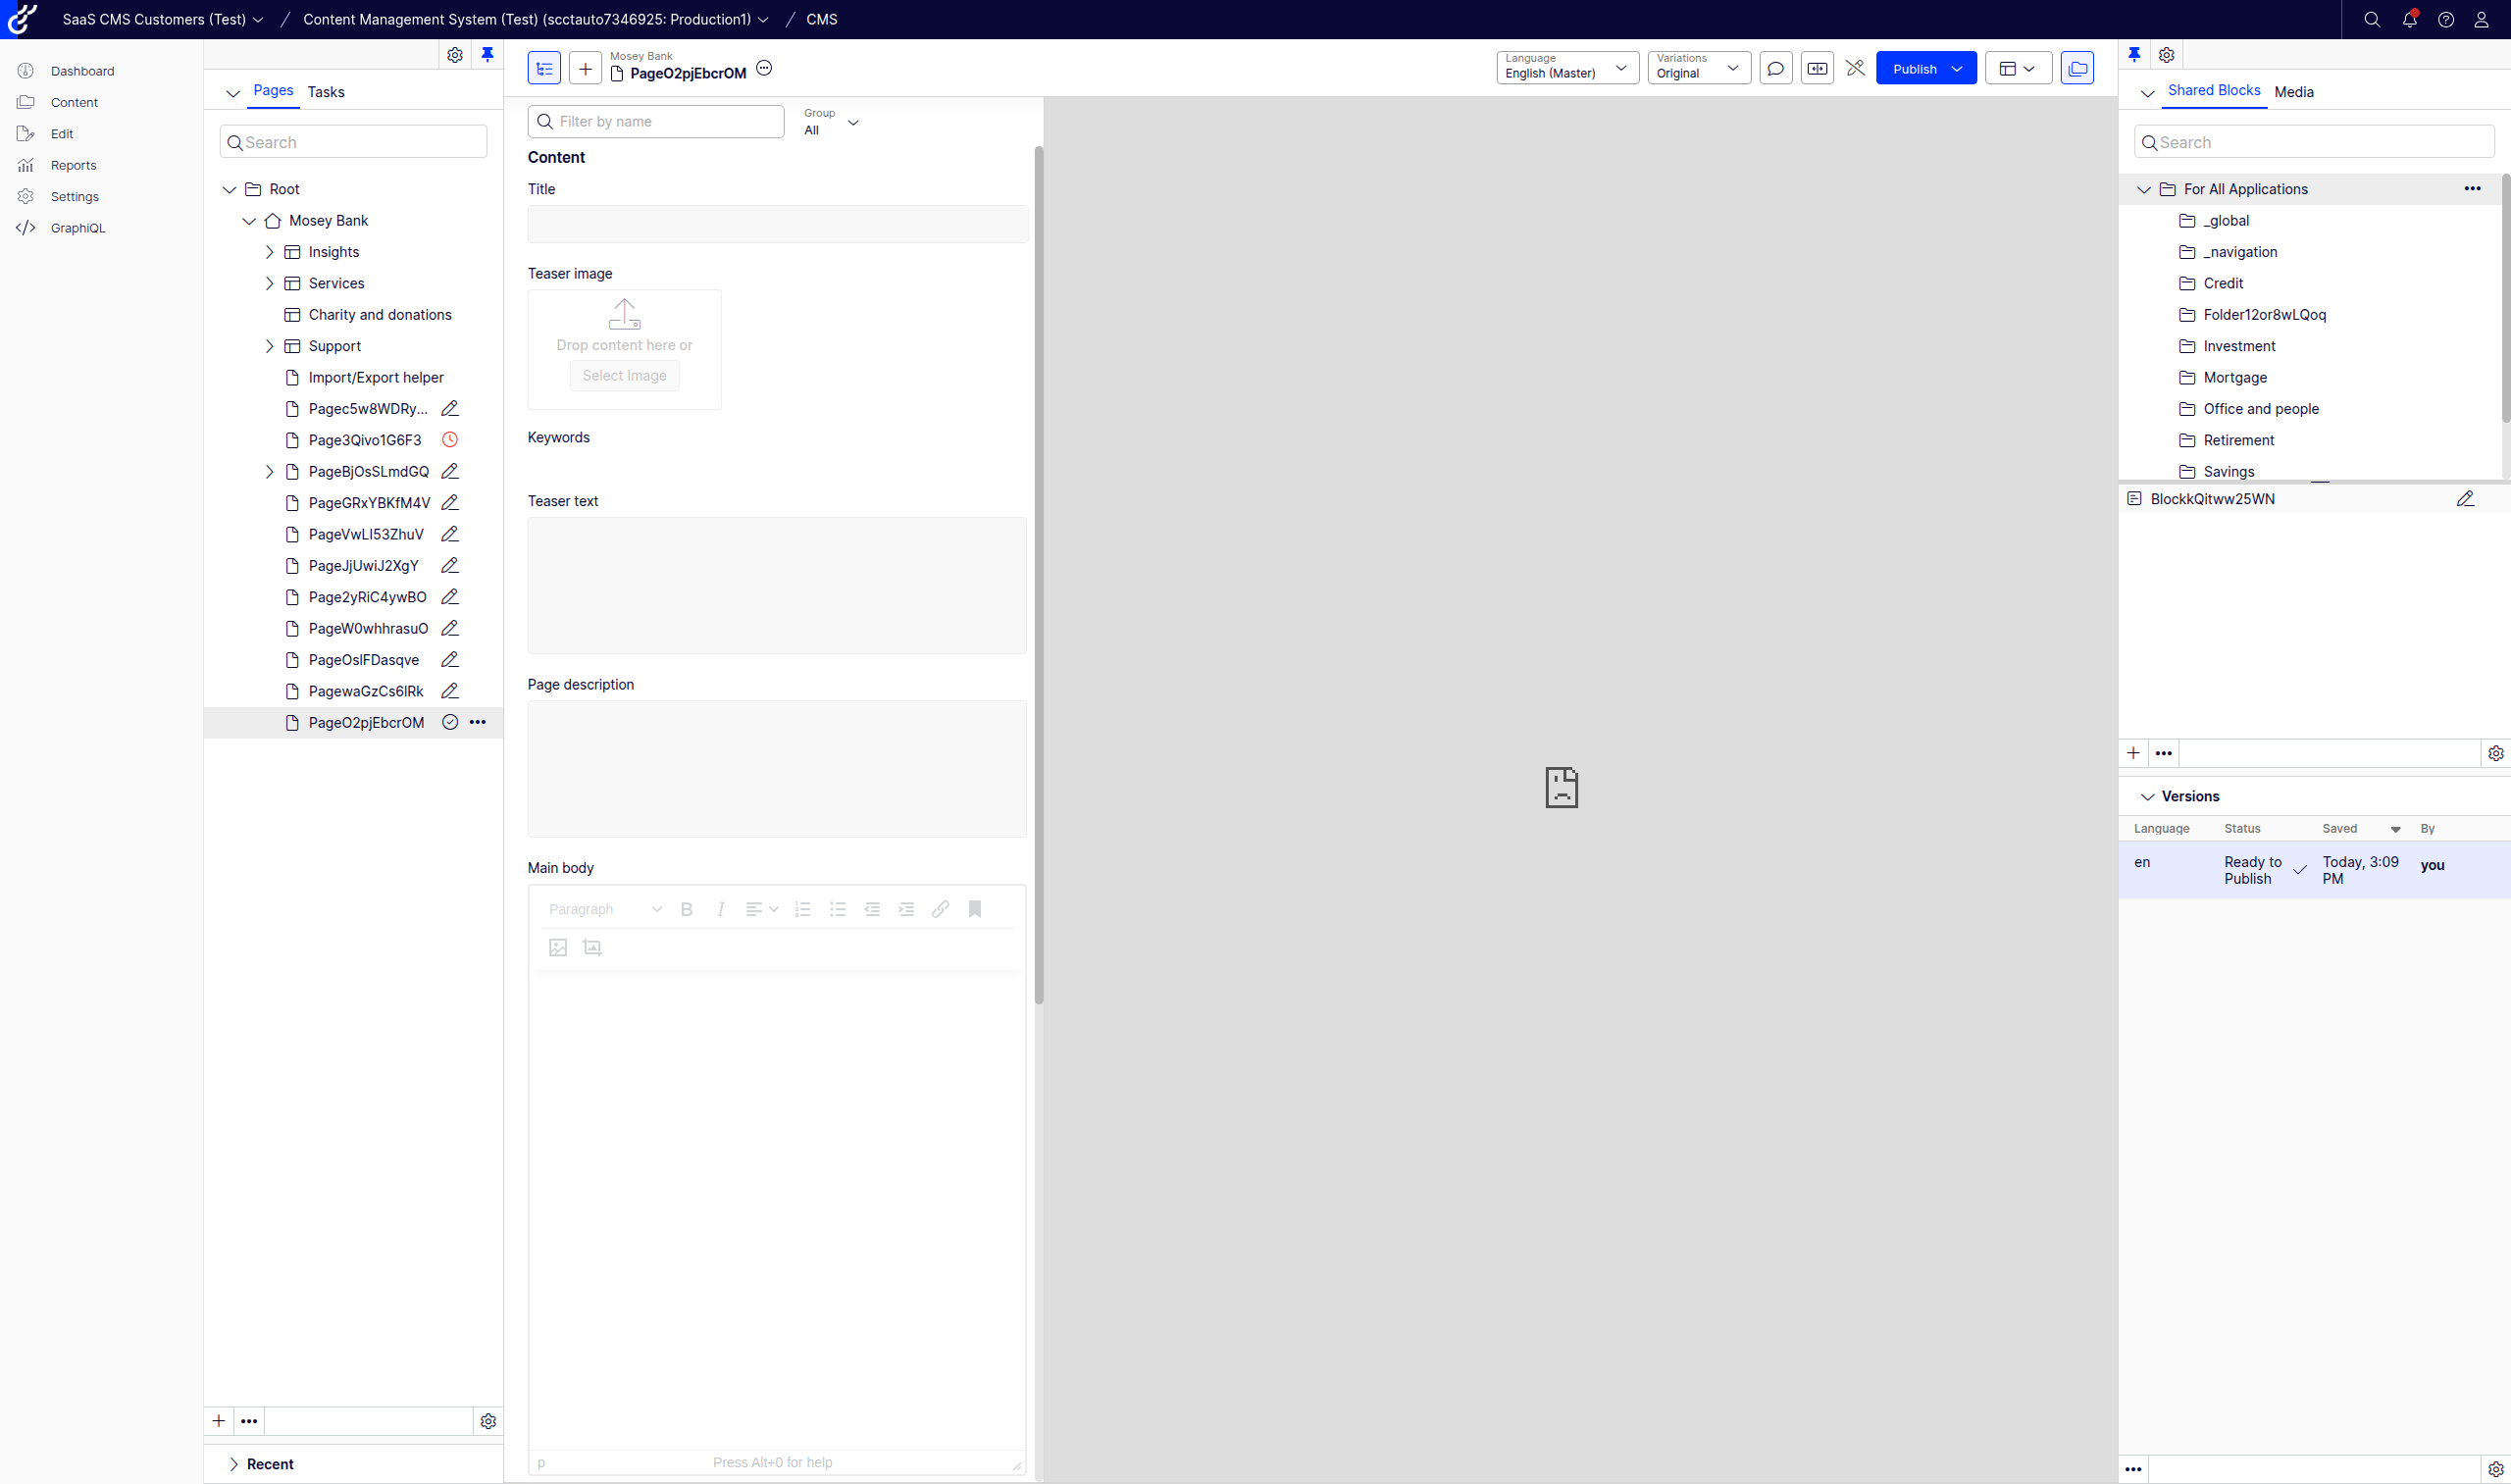 SaaS CMS Customers (Test) / Content Management System (Test) (scctauto7346925: Production1) / CMS
Dashboard
Content
Edit
Reports
Settings
GraphiQL
Pages Tasks
Search
Root
Mosey Bank
Insights
Services
Charity and donations
Support
Import/Export helper
Pagec5w8WDRy...
Page3Qivo1G6F3
PageBjOsSLmdGQ
PageGRxYBKfM4V
PageVwLI53ZhuV
PageJjUwiJ2XgY
Page2yRiC4ywBO
PageW0whhrasuO
PageOsIFDasqve
PagewaGzCs6IRk
PageO2pjEbcrOM
Recent
Mosey Bank
PageO2pjEbcrOM
Language
English (Master)
Variations
Original
Publish
Filter by name
Group
All
Content
Title
Teaser image
Drop content here or
Select Image
Keywords
Teaser text
Page description
Main body
Paragraph
p
Press Alt+0 for help
Shared Blocks Media
Search
For All Applications
_global
_navigation
Credit
Folder12or8wLQoq
Investment
Mortgage
Office and people
Retirement
Savings
BlockkQitww25WN
Versions
Language Status Saved By
en Ready to Publish Today, 3:09 PM you